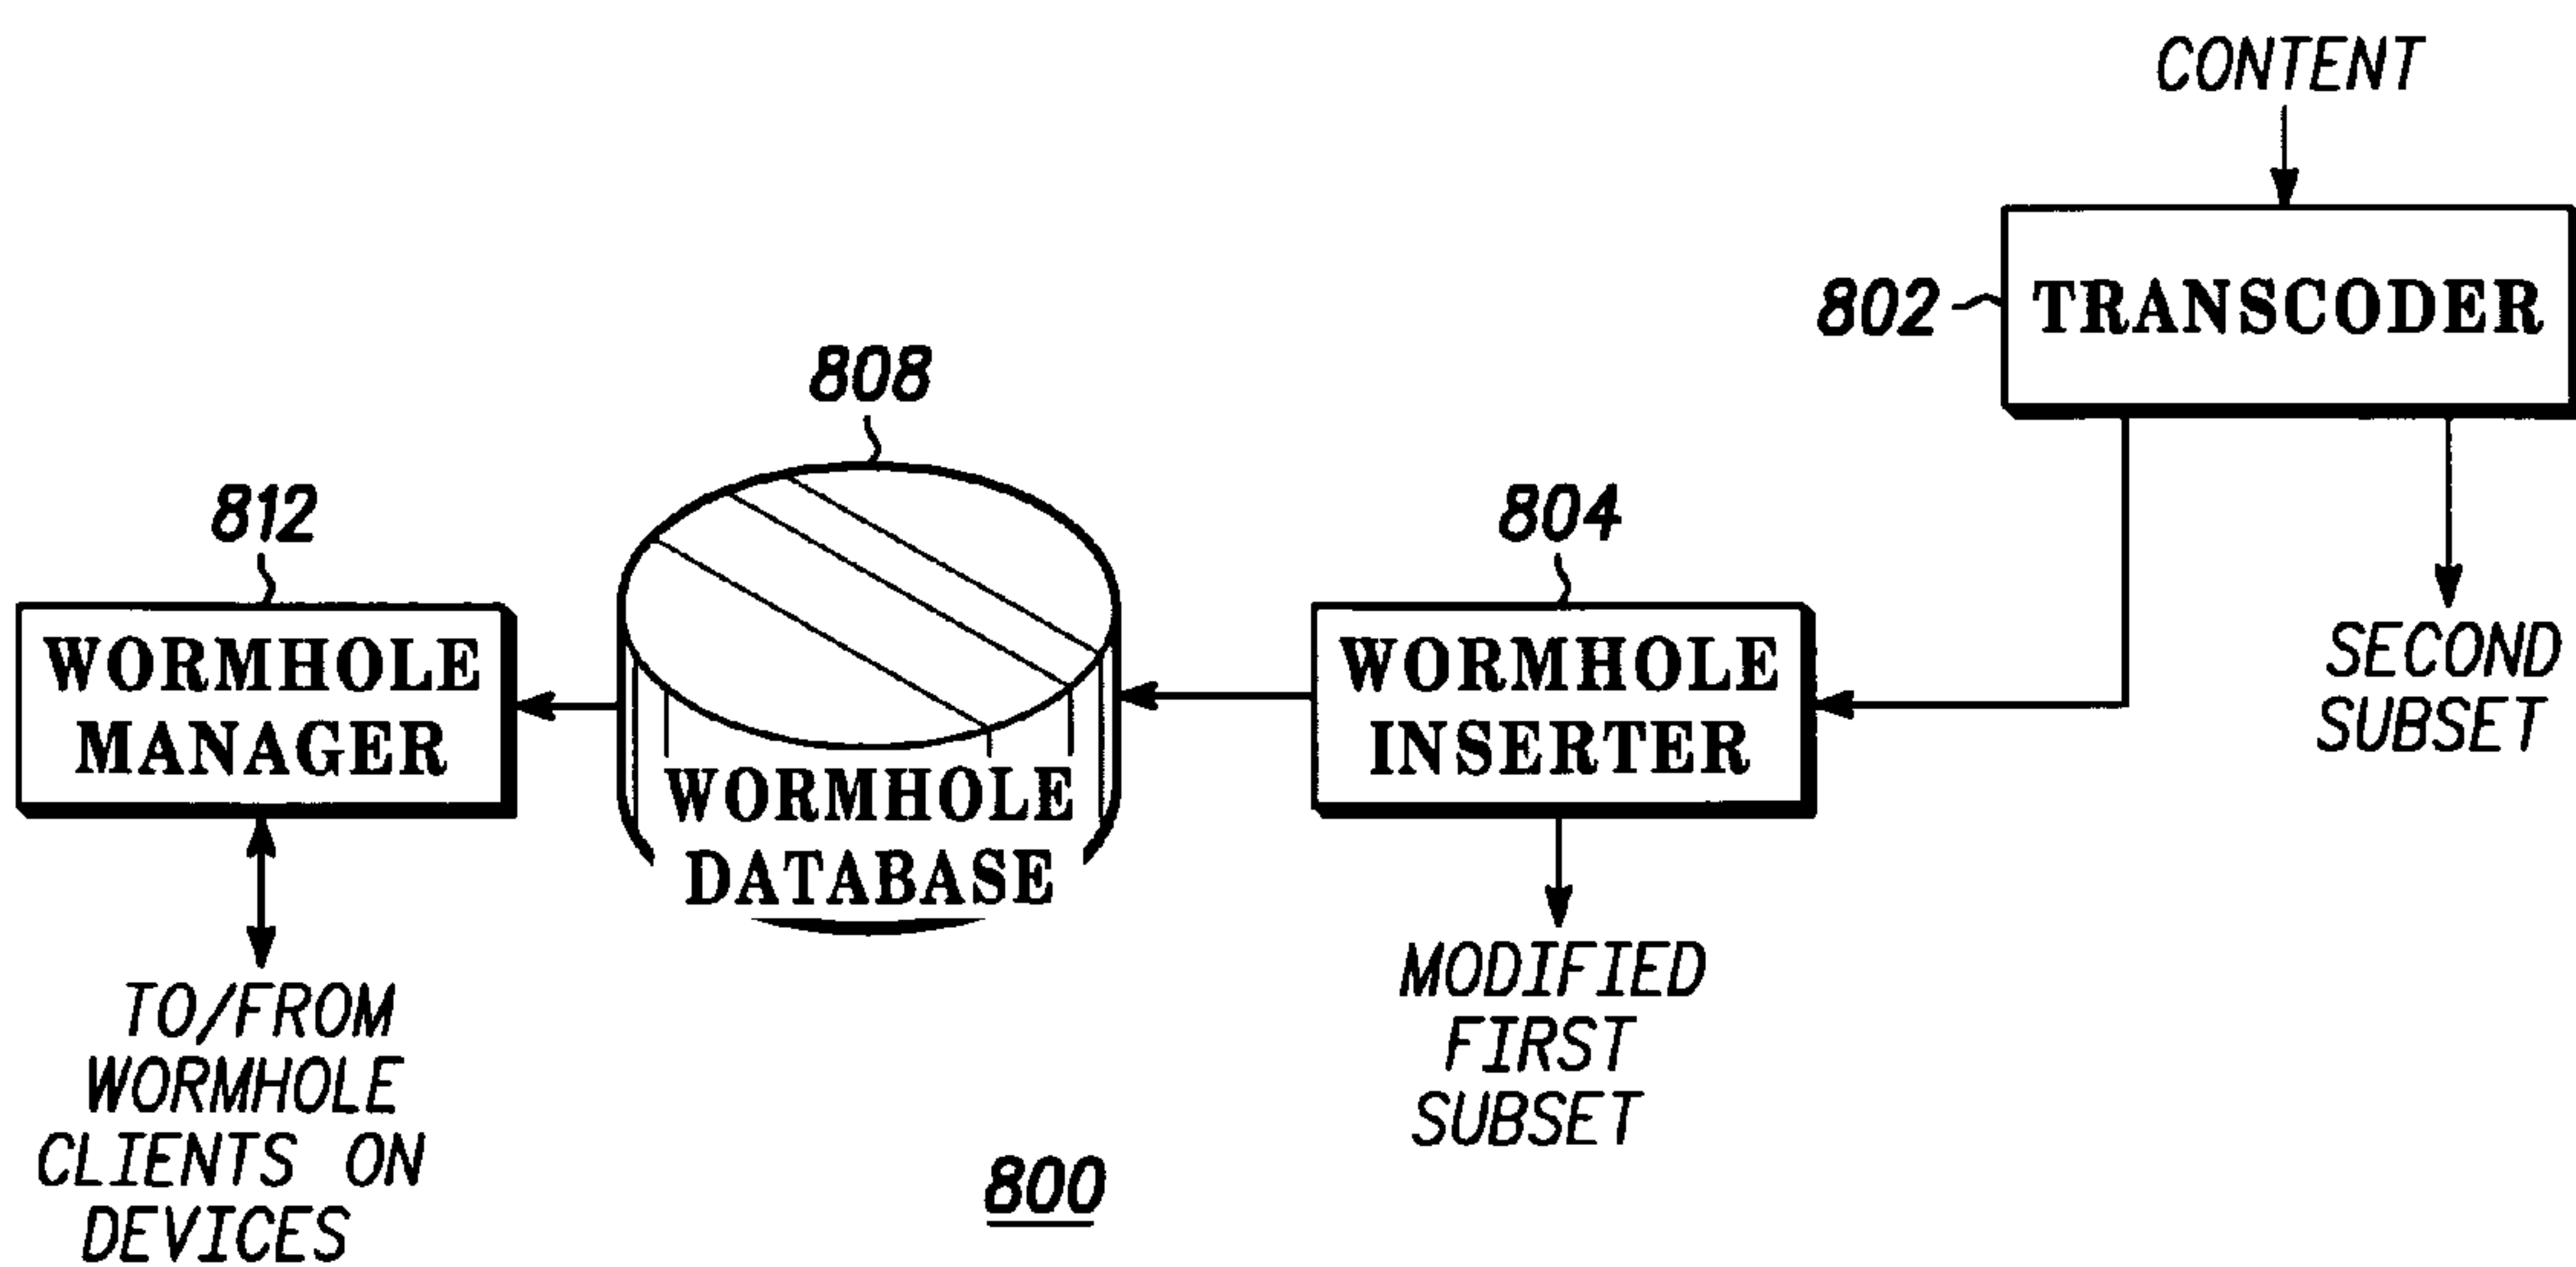 CONTENT
802
TRANSCODER
808
812
804
WORMHOLE
MANAGER
WORMHOLE
DATABASE
WORMHOLE
INSERTER
SECOND
SUBSET
TO/FROM
WORMHOLE
CLIENTS ON
DEVICES
MODIFIED
FIRST
SUBSET
800